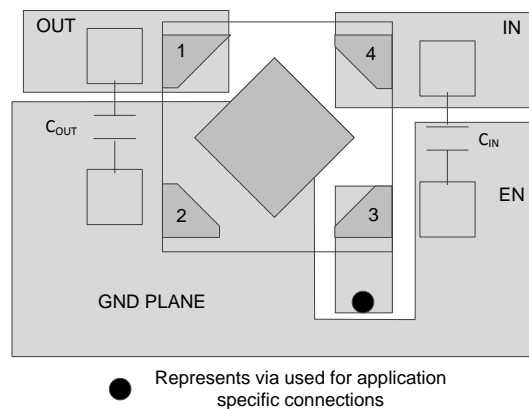 OUT
IN
1
4
COUT
CIN
2
3
EN
GND PLANE
Represents via used for application
specific connections